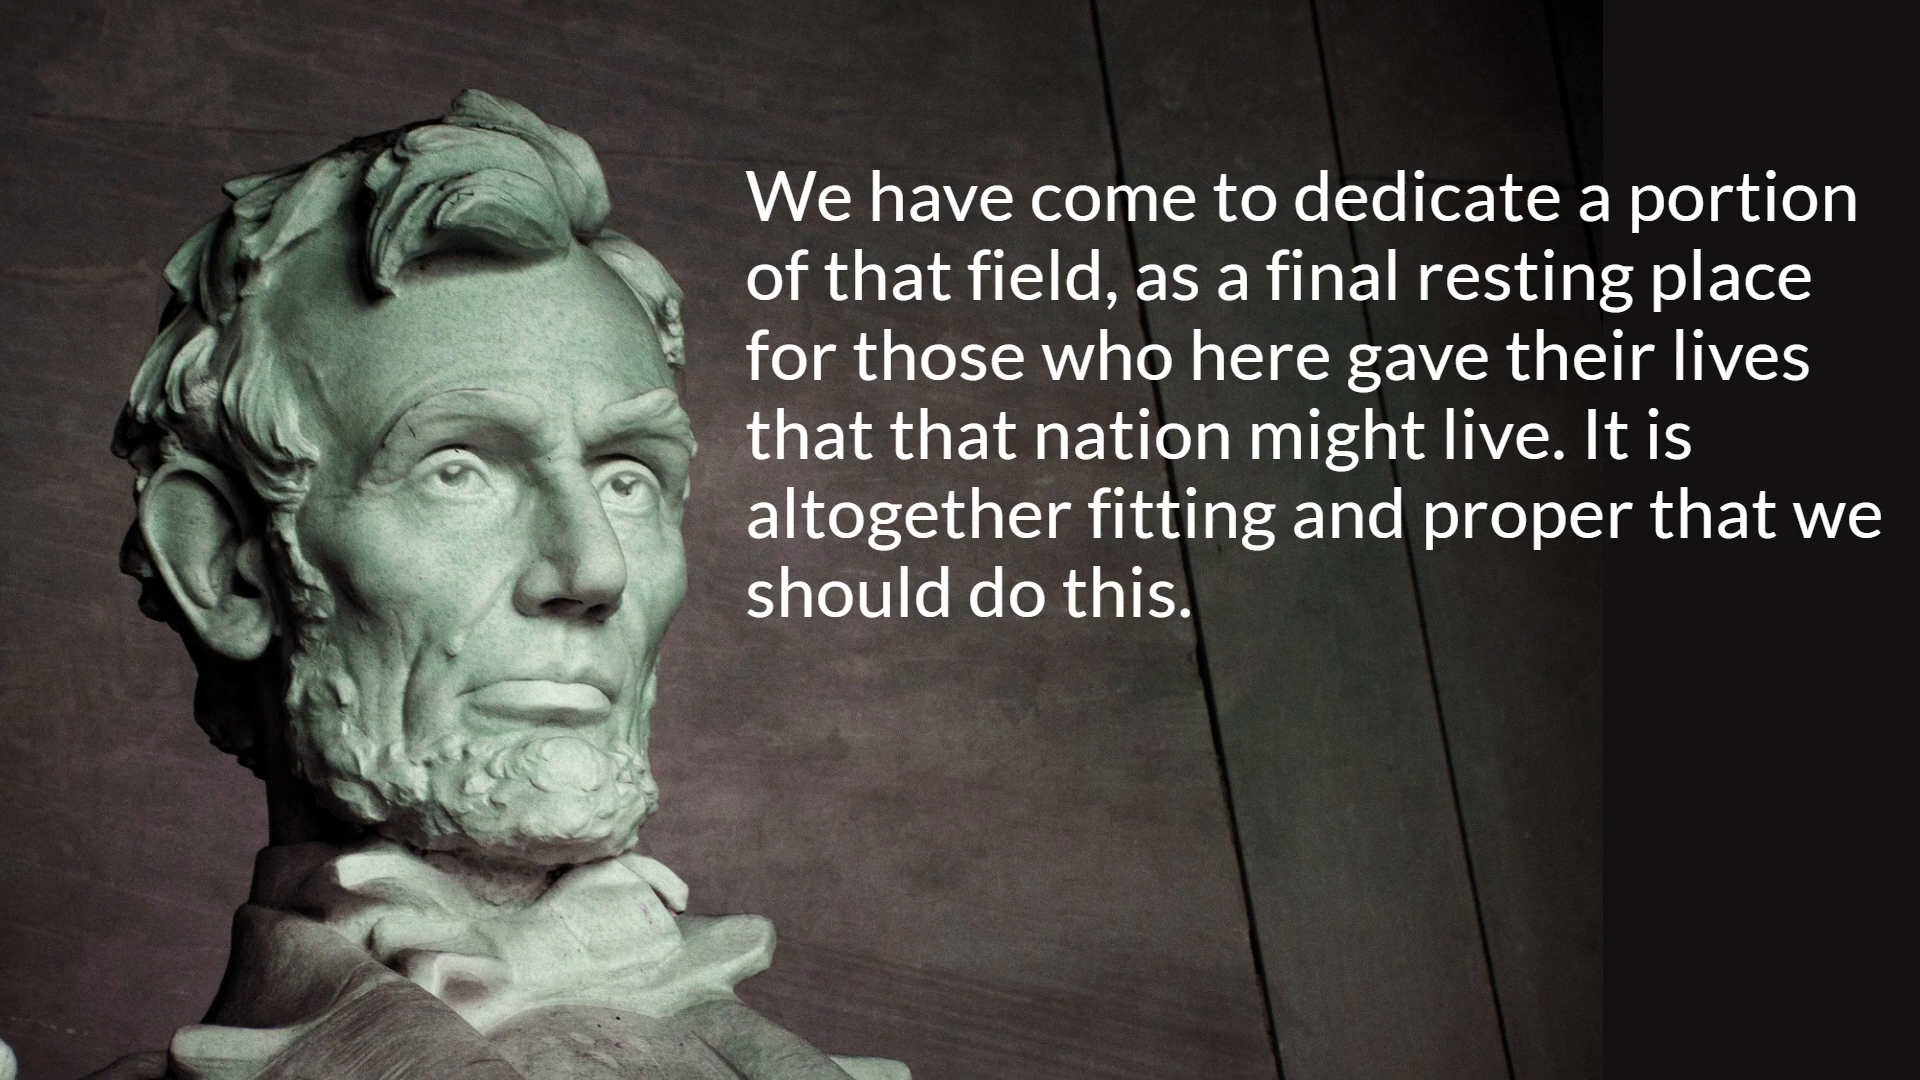 We have come to dedicate a portion
of that field, as a final resting place
for those who here gave their lives
that that nation might live. It is
altogether fitting and proper that we
should do this.